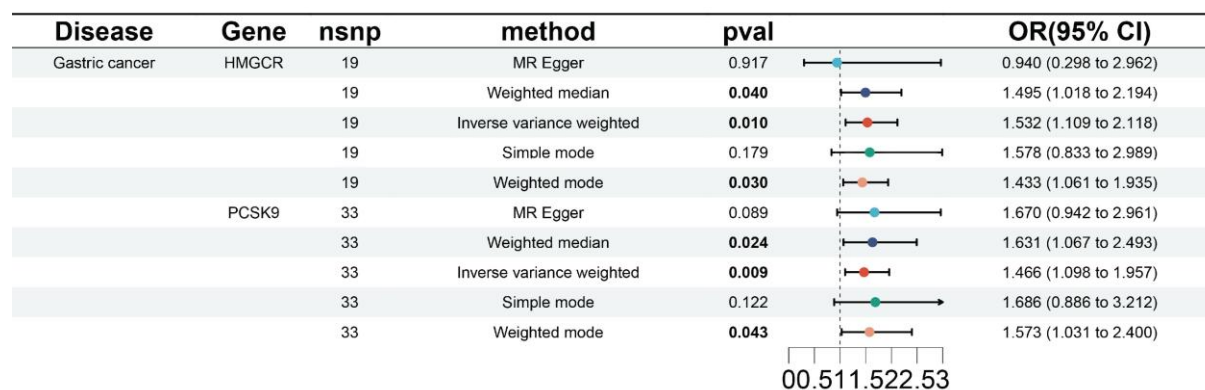 Disease Gene nsnp method pval OR(95% CI)
Gastric cancer HMGCR 19 MR Egger 0.917 0.940 (0.298 to 2.962)
19 Weighted median 0.040 1.495 (1.018 to 2.194)
19 Inverse variance weighted 0.010 1.532 (1.109 to 2.118)
19 Simple mode 0.179 1.578 (0.833 to 2.989)
19 Weighted mode 0.030 1.433 (1.061 to 1.935)
PCSK9 33 MR Egger 0.089 1.670 (0.942 to 2.961)
33 Weighted median 0.024 1.631 (1.067 to 2.493)
33 Inverse variance weighted 0.009 1.466 (1.098 to 1.957)
33 Simple mode 0.122 1.686 (0.886 to 3.212)
33 Weighted mode 0.043 1.573 (1.031 to 2.400)
00.511.522.53